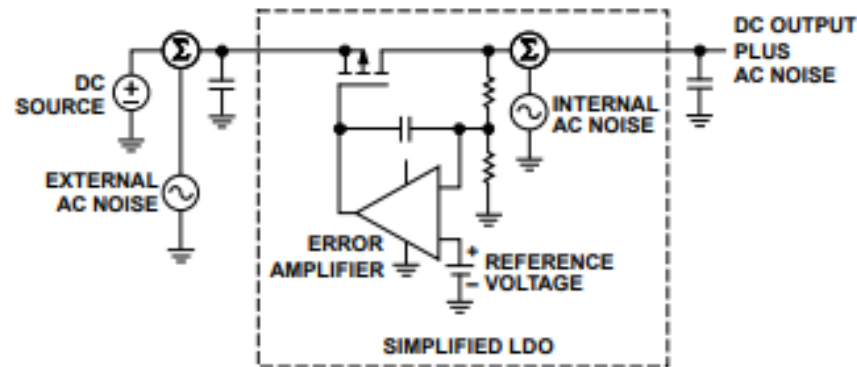 DC
SOURCE
Σ
EXTERNAL
AC NOISE
ERROR
AMPLIFIER
+
–
REFERENCE
VOLTAGE
Σ
INTERNAL
AC NOISE
DC OUTPUT
PLUS
AC NOISE
SIMPLIFIED LDO